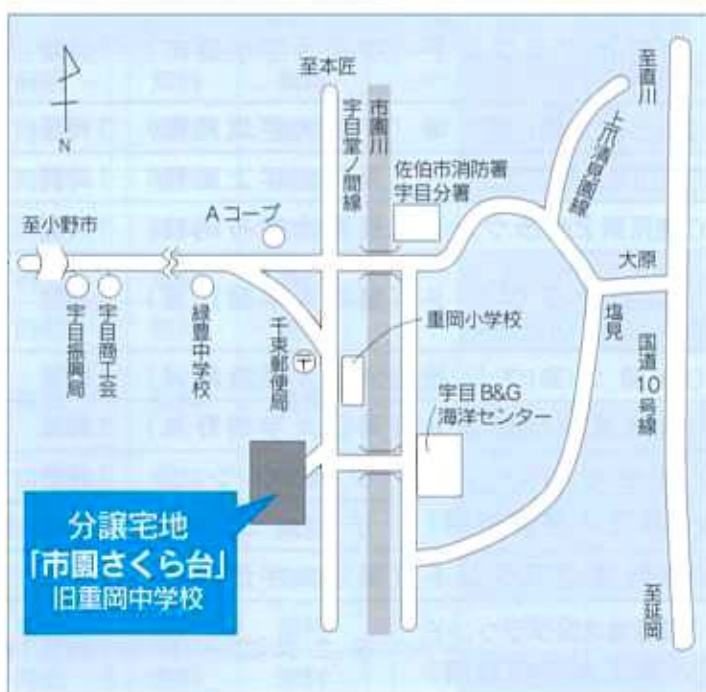 N
至本匠
宇目堂ノ間線
市園川
佐伯市消防署
宇目分署
至直川
上爪清見園線
Aコープ
至小野市
大原
宇目振興局
宇目商工会
緑豊中学校
千束郵便局
〒
重岡小学校
塩見
国道10号線
宇目B&G
海洋センター
分譲宅地
「市園さくら台」
旧重岡中学校
至延岡